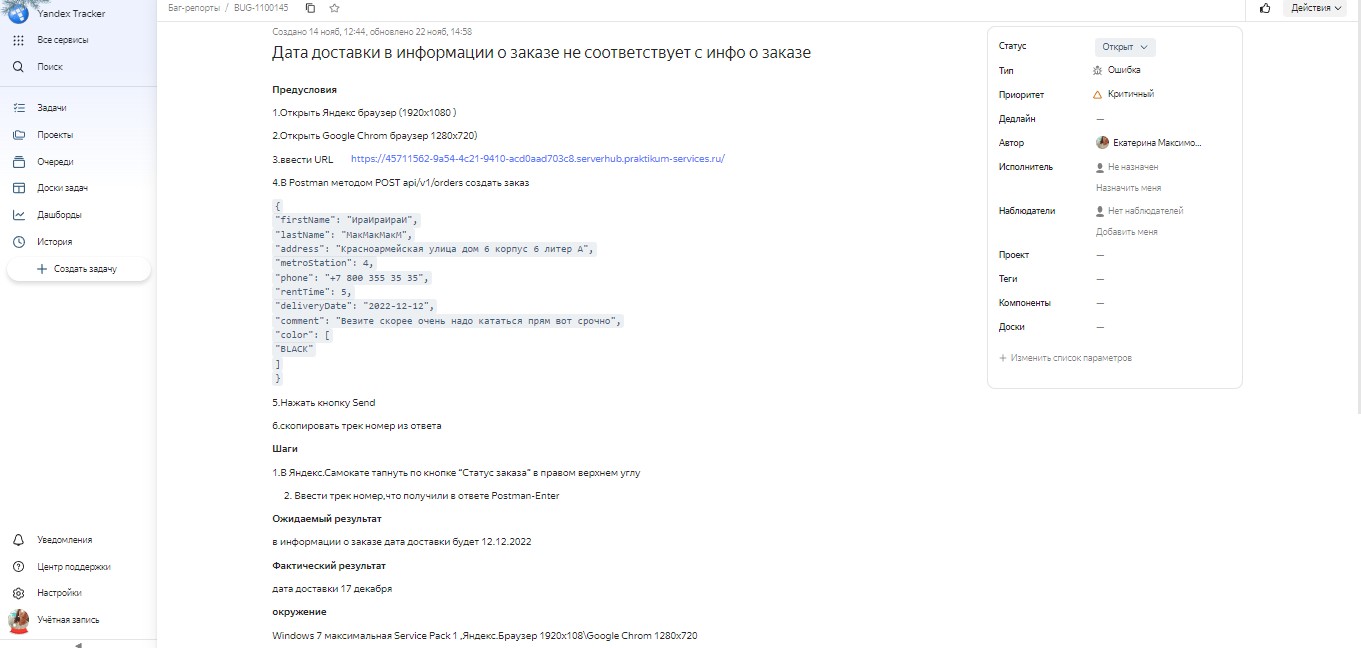 Yandex Tracker
Все сервисы
Поиск
Задачи
Проекты
Очереди
Доски задач
Дашборды
История
Создать задачу
Уведомления
Центр поддержки
Настройки
Учётная запись
Баг-репорты / BUG-1100145
Действия
Создано 14 нояб, 12:44, обновлено 22 нояб, 14:58
Дата доставки в информации о заказе не соответствует с инфо о заказе
Предусловия
1.Открыть Яндекс браузер (1920х1080 )
2.Открыть Google Chrom браузер 1280х720)
3.ввести URL https://45711562-9a54-4c21-9410-acd0aad703c8.serverhub.praktikum-services.ru/
4.В Postman методом POST api/v1/orders создать заказ
{
"firstName": "ИраИраИраИ",
"lastName": "МакМакМакМ",
"address": "Красноармейская улица дом 6 корпус 6 литер А",
"metroStation": 4,
"phone": "+7 800 355 35 35",
"rentTime": 5,
"deliveryDate": "2022-12-12",
"comment": "Везите скорее очень надо кататься прям вот срочно",
"color": [
"BLACK"
]
}
5.Нажать кнопку Send
6.скопировать трек номер из ответа
Шаги
1.В Яндекс.Самокате тапнуть по кнопке "Статус заказа" в правом верхнем углу
2. Ввести трек номер,что получили в ответе Postman-Enter
Ожидаемый результат
в информации о заказе дата доставки будет 12.12.2022
Фактический результат
дата доставки 17 декабря
окружение
Windows 7 максимальная Service Pack 1 ,Яндекс.Браузер 1920х108\Google Chrom 1280х720
Статус Открыт
Тип Ошибка
Приоритет Критичный
Дедлайн —
Автор Екатерина Максимо...
Исполнитель Не назначен
Назначить меня
Наблюдатели Нет наблюдателей
Добавить меня
Проект —
Теги —
Компоненты —
Доски —
+ Изменить список параметров